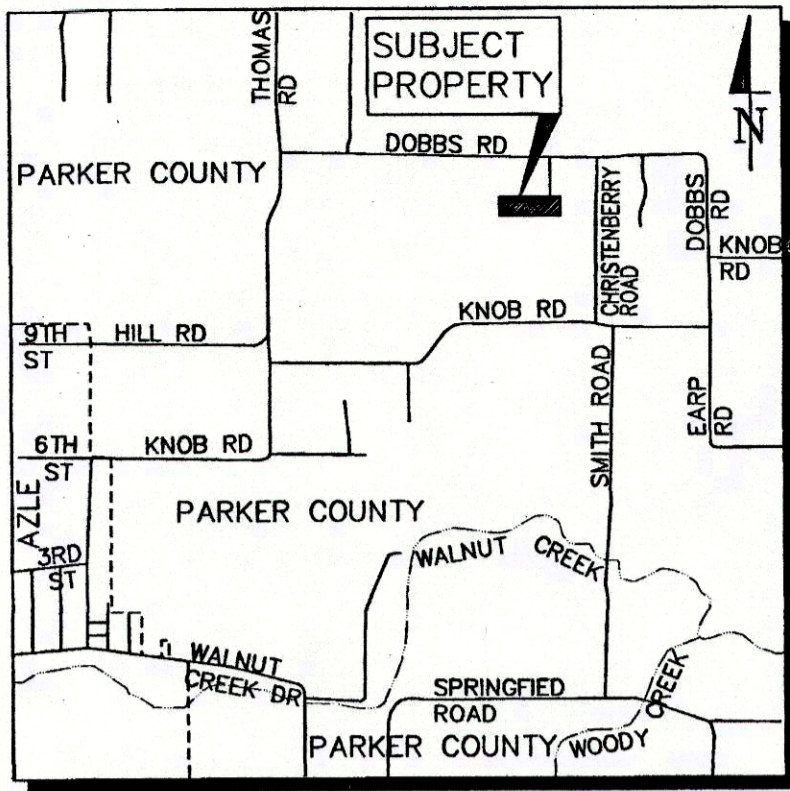 THOMAS RD
SUBJECT
PROPERTY
N
DOBBS RD
PARKER COUNTY
CHRISTENBERRY
ROAD
DOBBS
RD
KNOB
RD
KNOB RD
9TH
ST
HILL RD
SMITH ROAD
EARP
RD
6TH
ST
KNOB RD
AZLE
PARKER COUNTY
3RD
ST
WALNUT CREEK
WALNUT
CREEK DR
SPRINGFIED
ROAD
WOODY CREEK
PARKER COUNTY